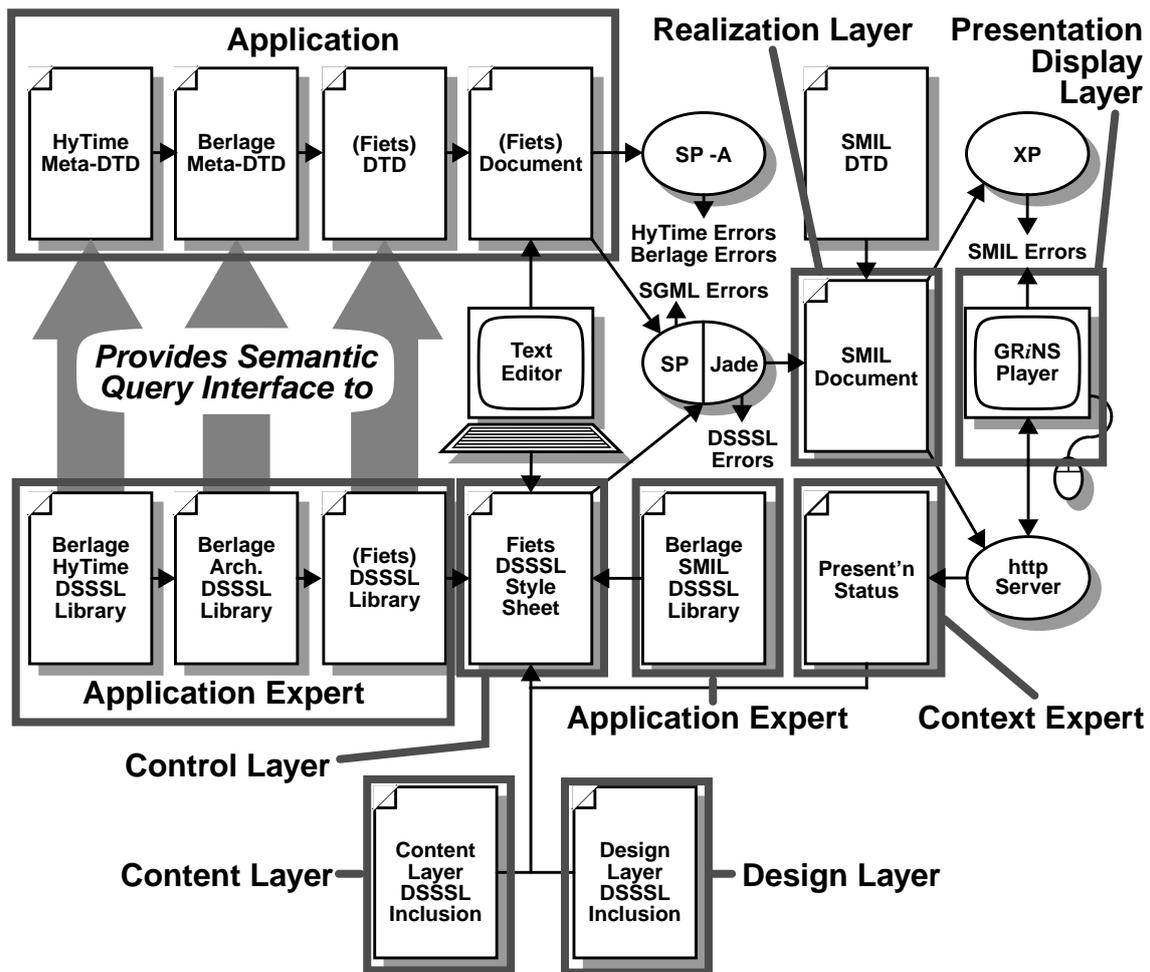 Application
Realization Layer
Presentation
Display
Layer
HyTime
Meta-DTD
Berlage
Meta-DTD
(Fiets)
DTD
(Fiets)
Document
SP -A
SMIL
DTD
XP
HyTime Errors
Berlage Errors
SMIL Errors
SGML Errors
Provides Semantic
Query Interface to
Text
Editor
SP
Jade
SMIL
Document
GRiNS
Player
DSSSL
Errors
Berlage
HyTime
DSSSL
Library
Berlage
Arch.
DSSSL
Library
(Fiets)
DSSSL
Library
Fiets
DSSSL
Style
Sheet
Berlage
SMIL
DSSSL
Library
Present'n
Status
http
Server
Application Expert
Application Expert
Context Expert
Control Layer
Content Layer
Content
Layer
DSSSL
Inclusion
Design
Layer
DSSSL
Inclusion
Design Layer